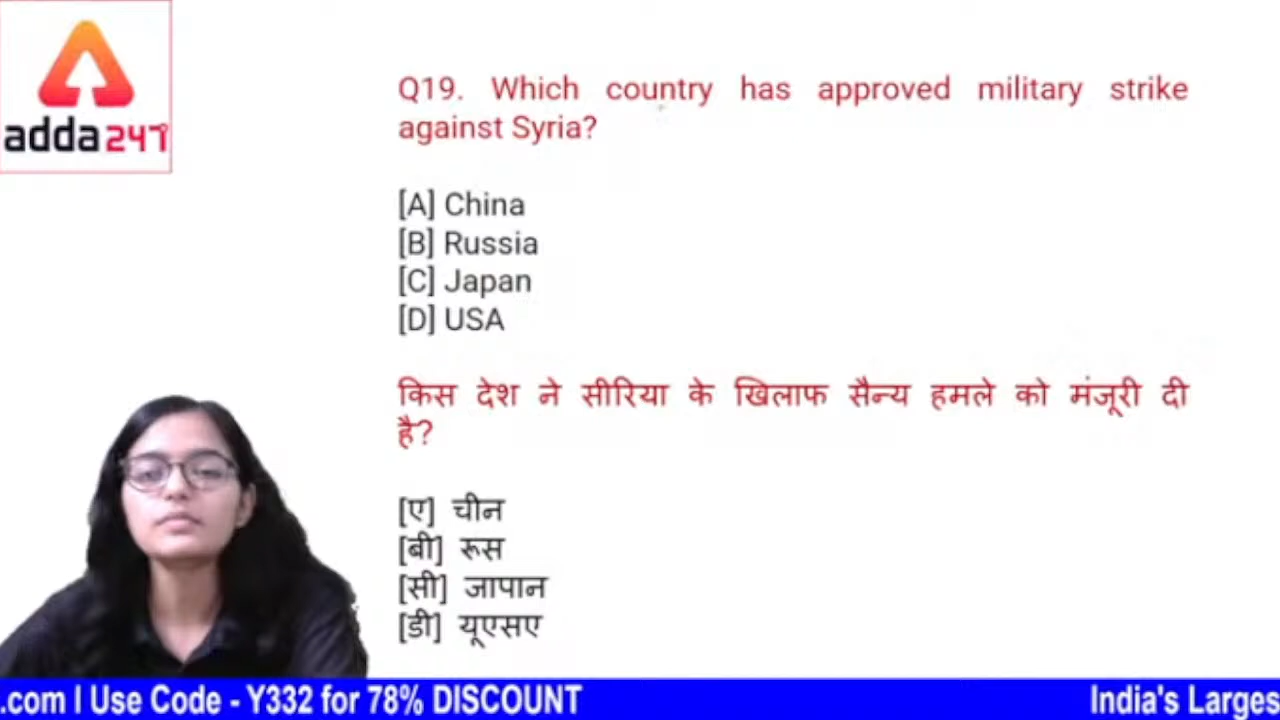 adda247
Q19. Which country has approved military strike
against Syria?
[A] China
[B] Russia
[C] Japan
[D] USA
किस देश ने सीरिया के खिलाफ सैन्य हमले को मंजूरी दी
है?
[ए] चीन
[बी] रूस
[सी] जापान
[डी] यूएसए
.com I Use Code - Y332 for 78% DISCOUNT India's Larges